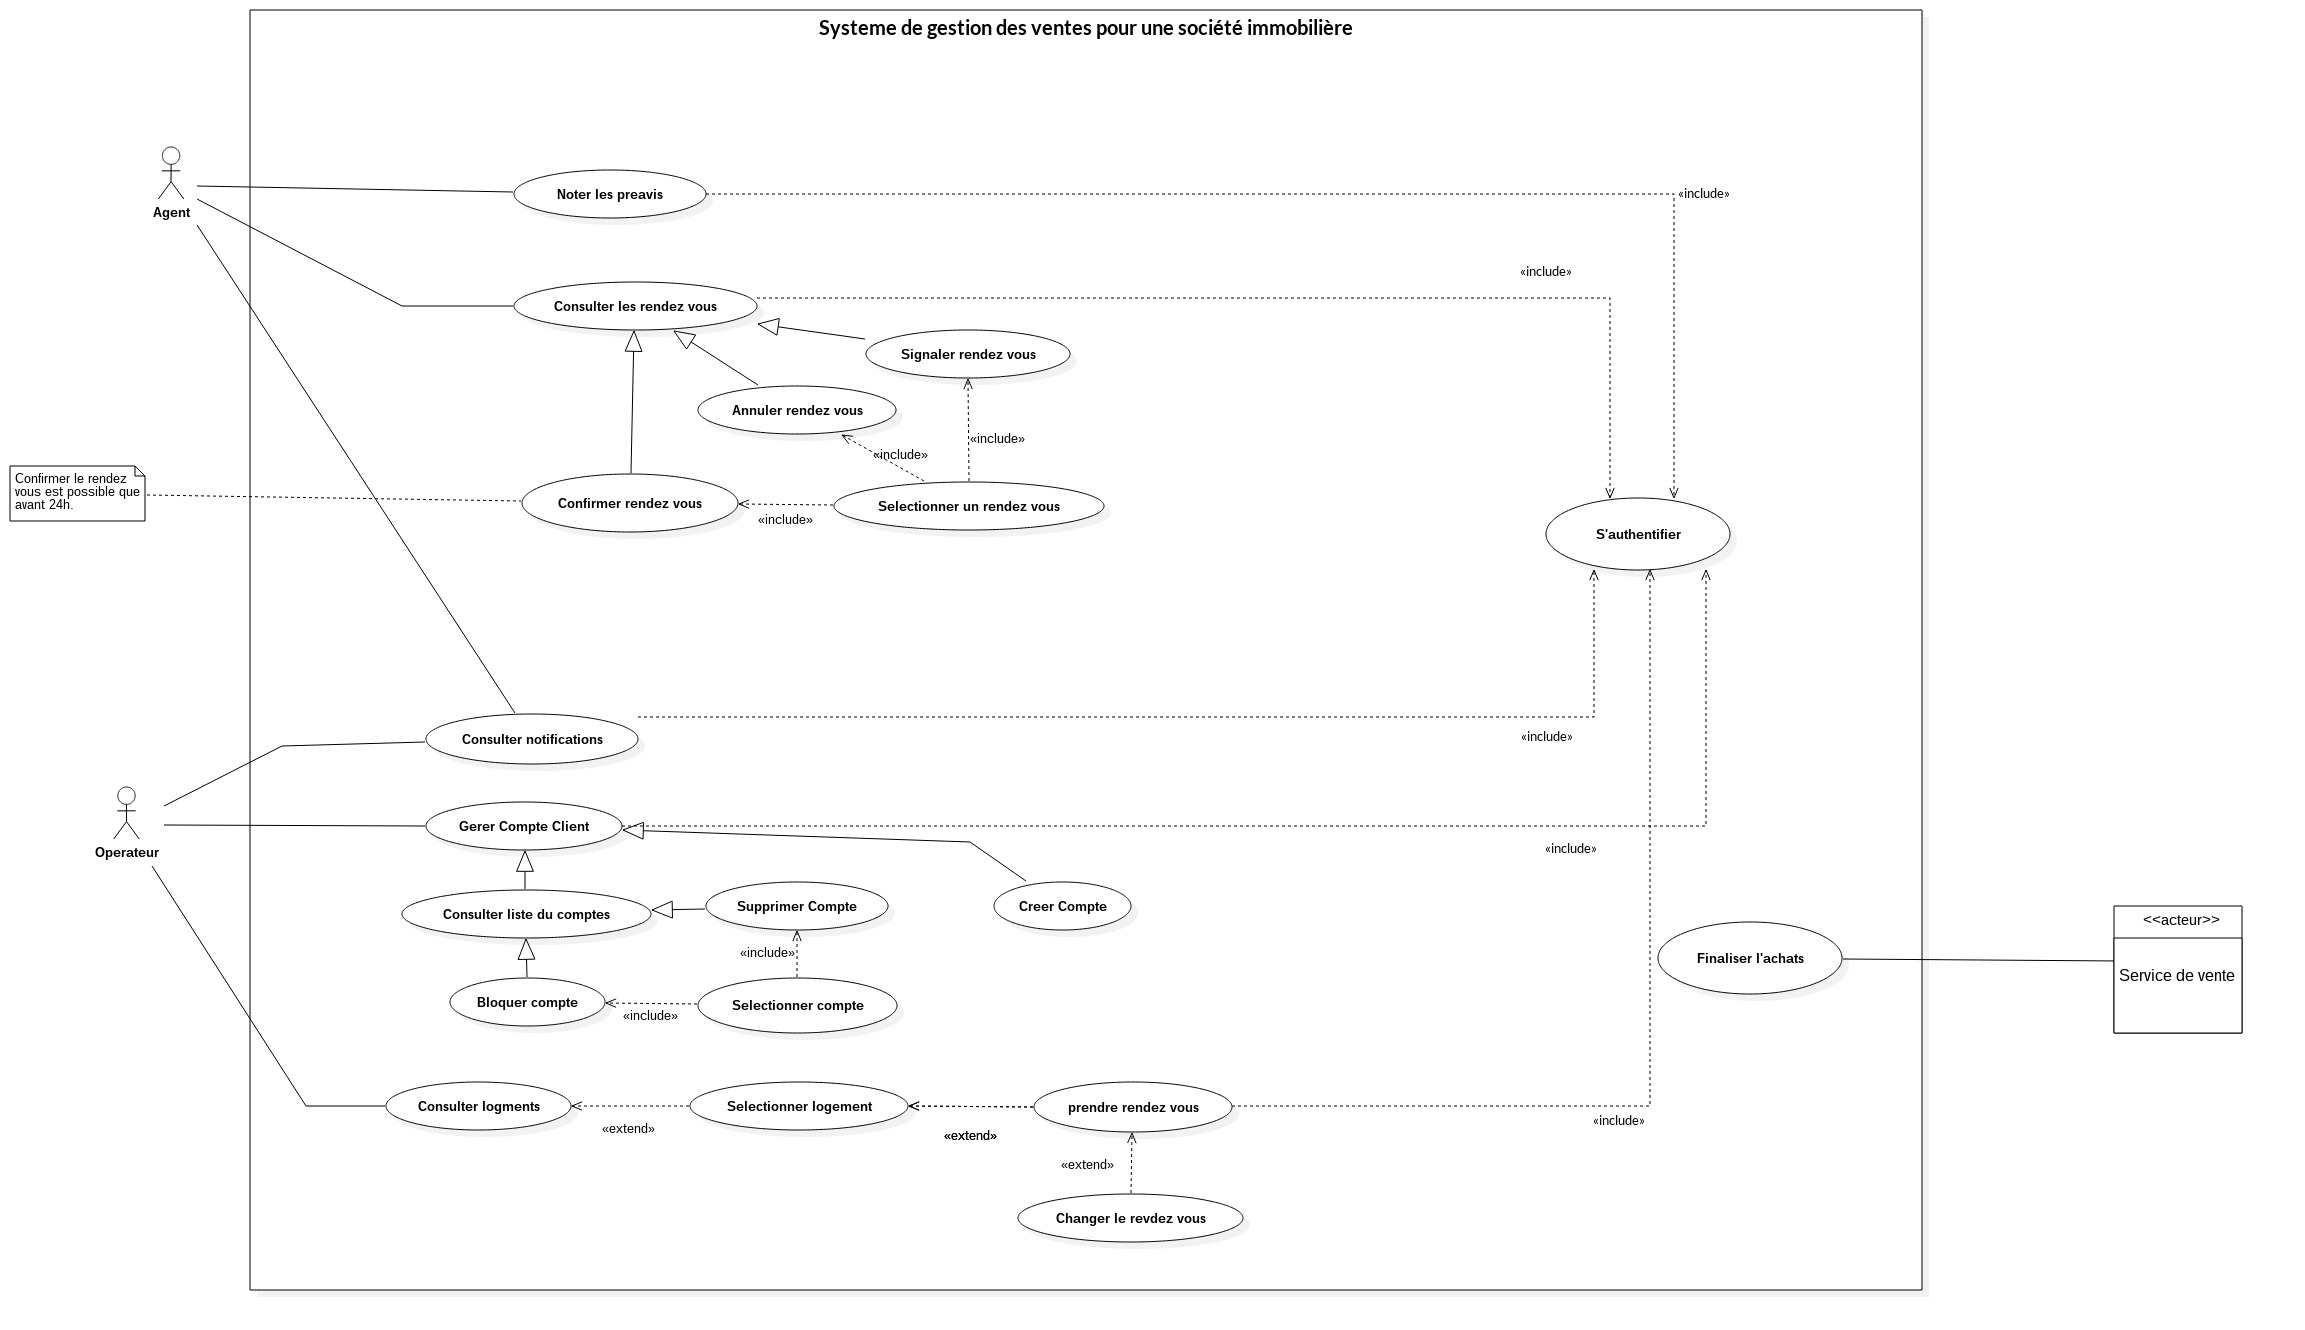 Systeme de gestion des ventes pour une société immobilière
Agent
Noter les preavis
«include»
«include»
Consulter les rendez vous
Signaler rendez vous
Annuler rendez vous
«include»
«include»
Confirmer le rendez
vous est possible que
avant 24h.
Confirmer rendez vous
Selectionner un rendez vous
«include»
S'authentifier
Consulter notifications
«include»
Operateur
Gerer Compte Client
«include»
Consulter liste du comptes
Supprimer Compte
Creer Compte
«include»
Bloquer compte
Selectionner compte
«include»
Finaliser l'achats
<<acteur>>
Service de vente
Consulter logments
Selectionner logement
prendre rendez vous
«extend»
«extend»
«include»
«extend»
Changer le revdez vous